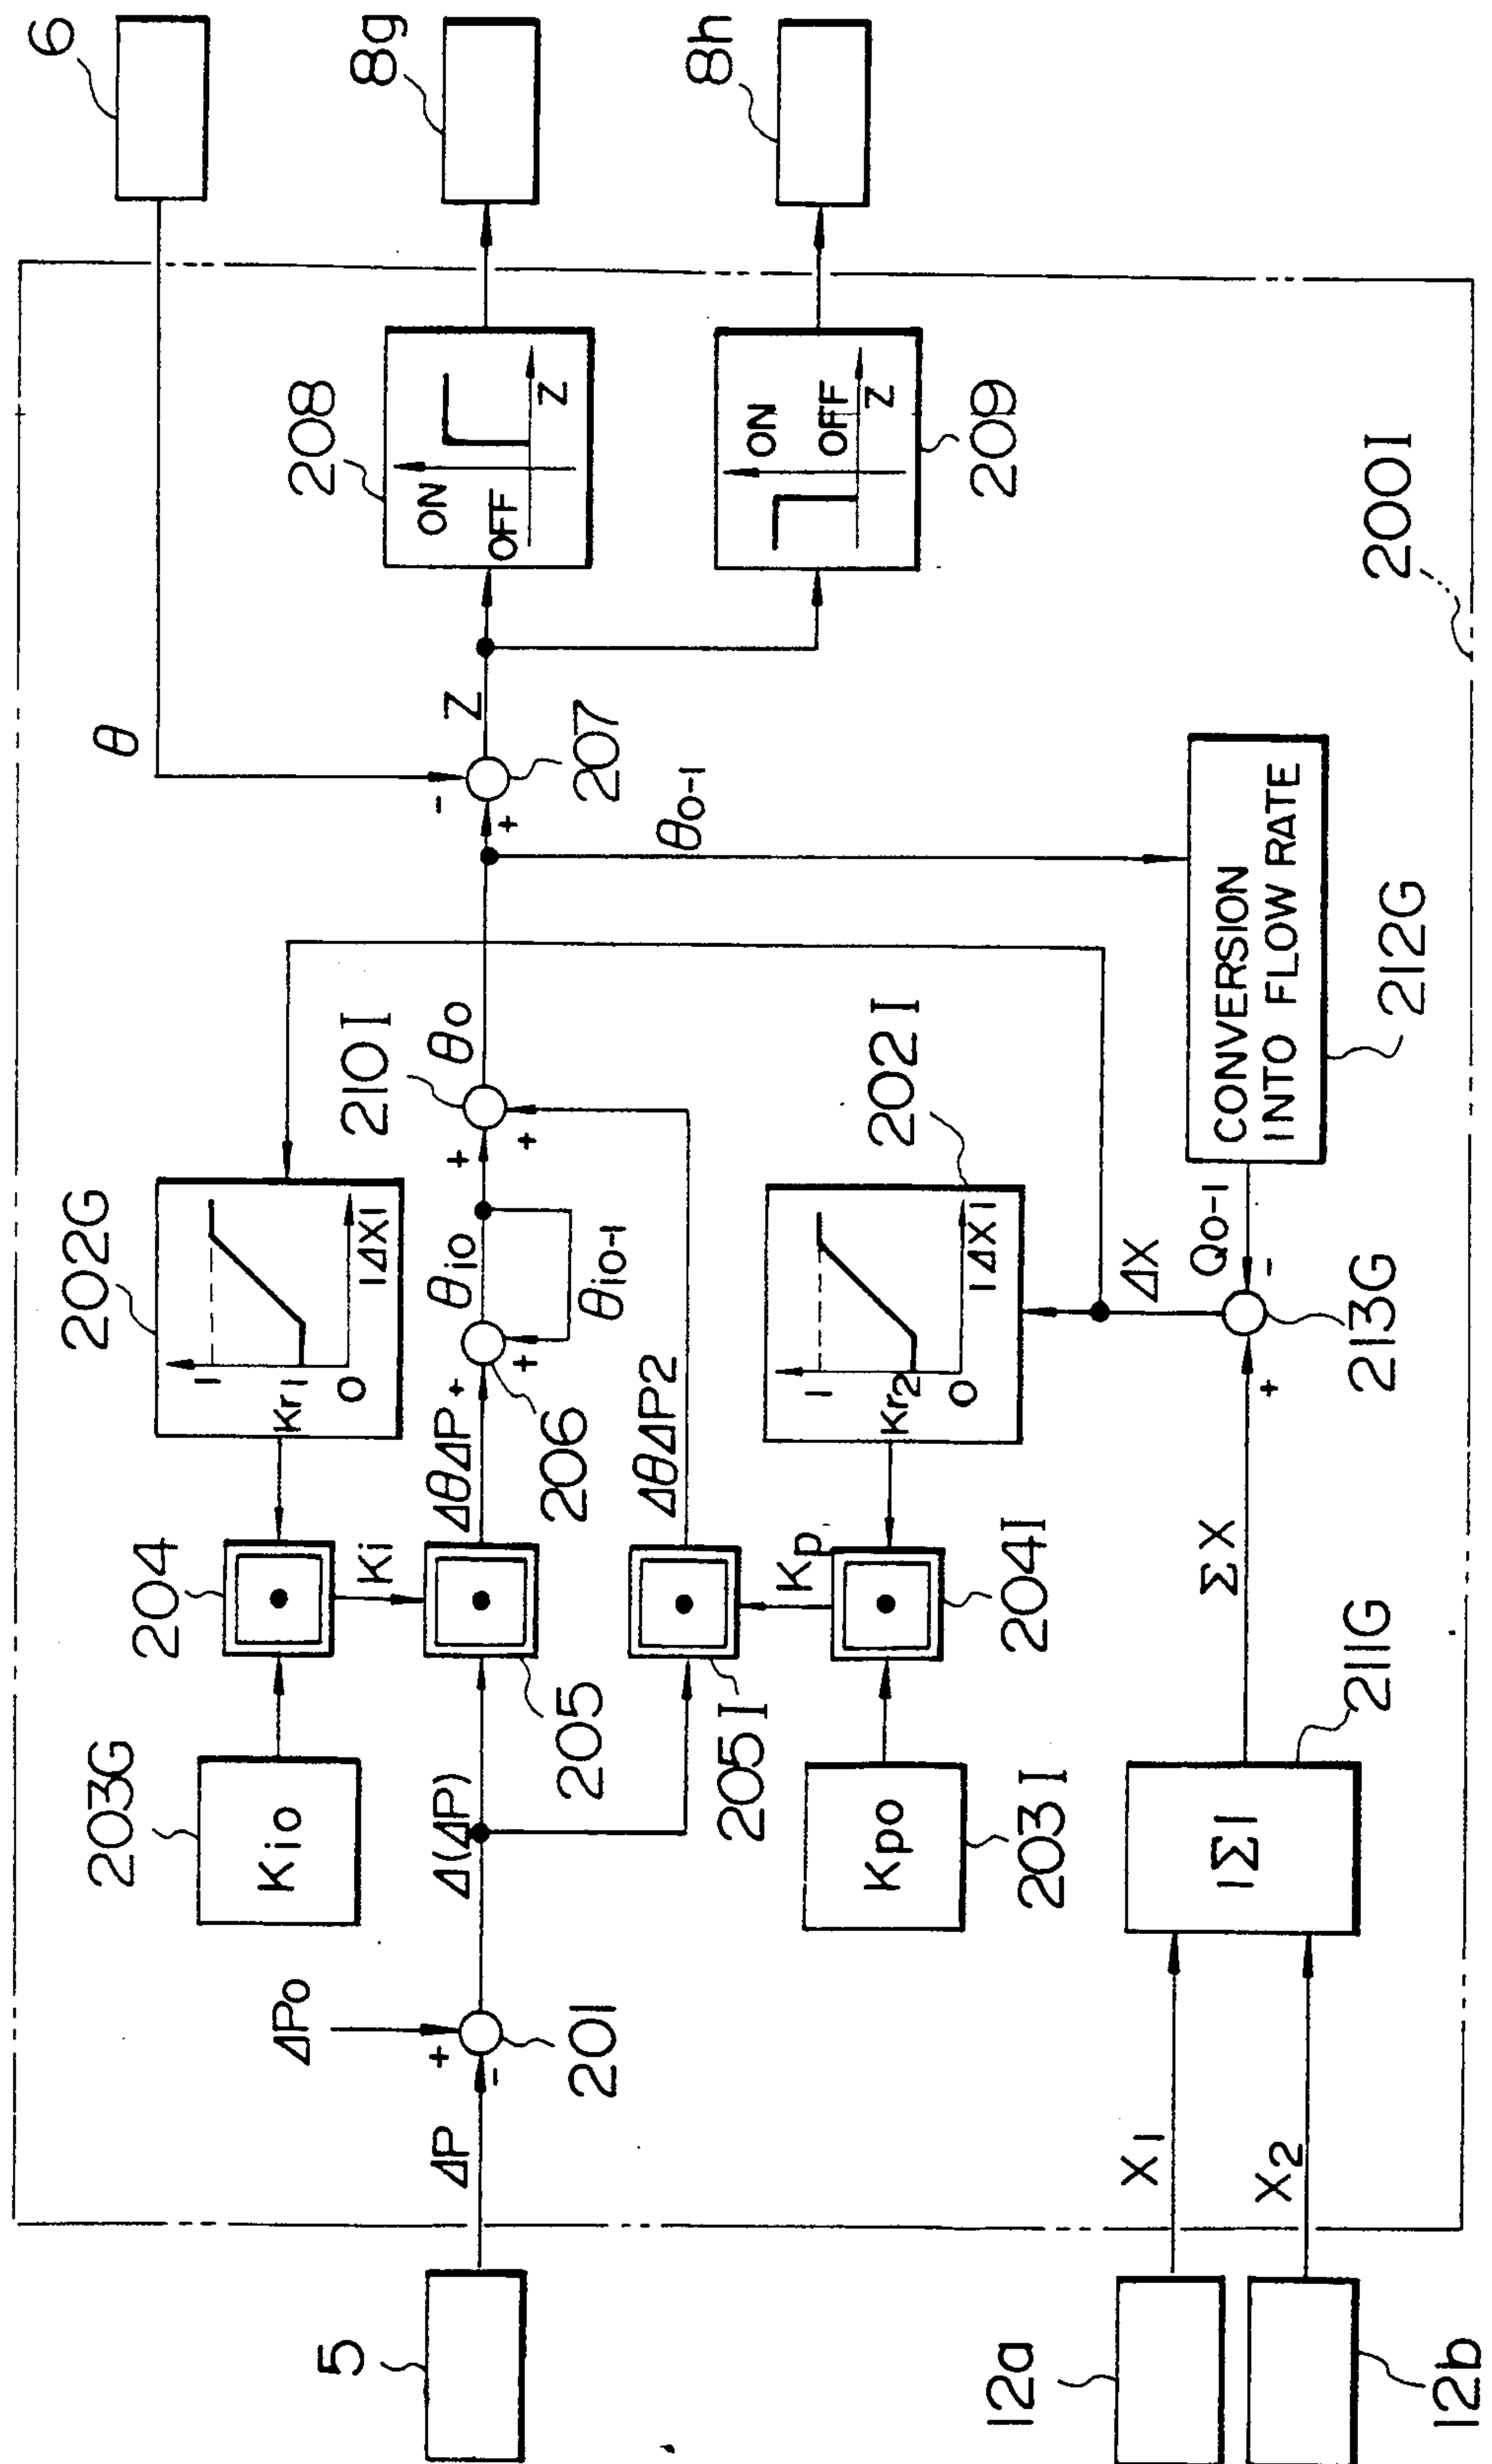 6
8g
8h
θ
208
ON
OFF
Z
209
ON
OFF
Z
200I
Z
207
-
+
θo-1
CONVERSION
INTO FLOW RATE
212G
202G
1
Kr1
0
|ΔX|
210I
θo
+
+
θio
θio-1
206
+
+
202I
1
Kr2
0
|ΔX|
ΔX
Qo-1
-
+
213G
204
Ki
ΔθΔP
205
ΔθΔP2
205I
Kp
204I
ΣX
203G
Kio
Δ(ΔP)
Kpo
203I
|Σ|
211G
ΔPo
+
-
201
ΔP
X1
X2
5
12a
12b